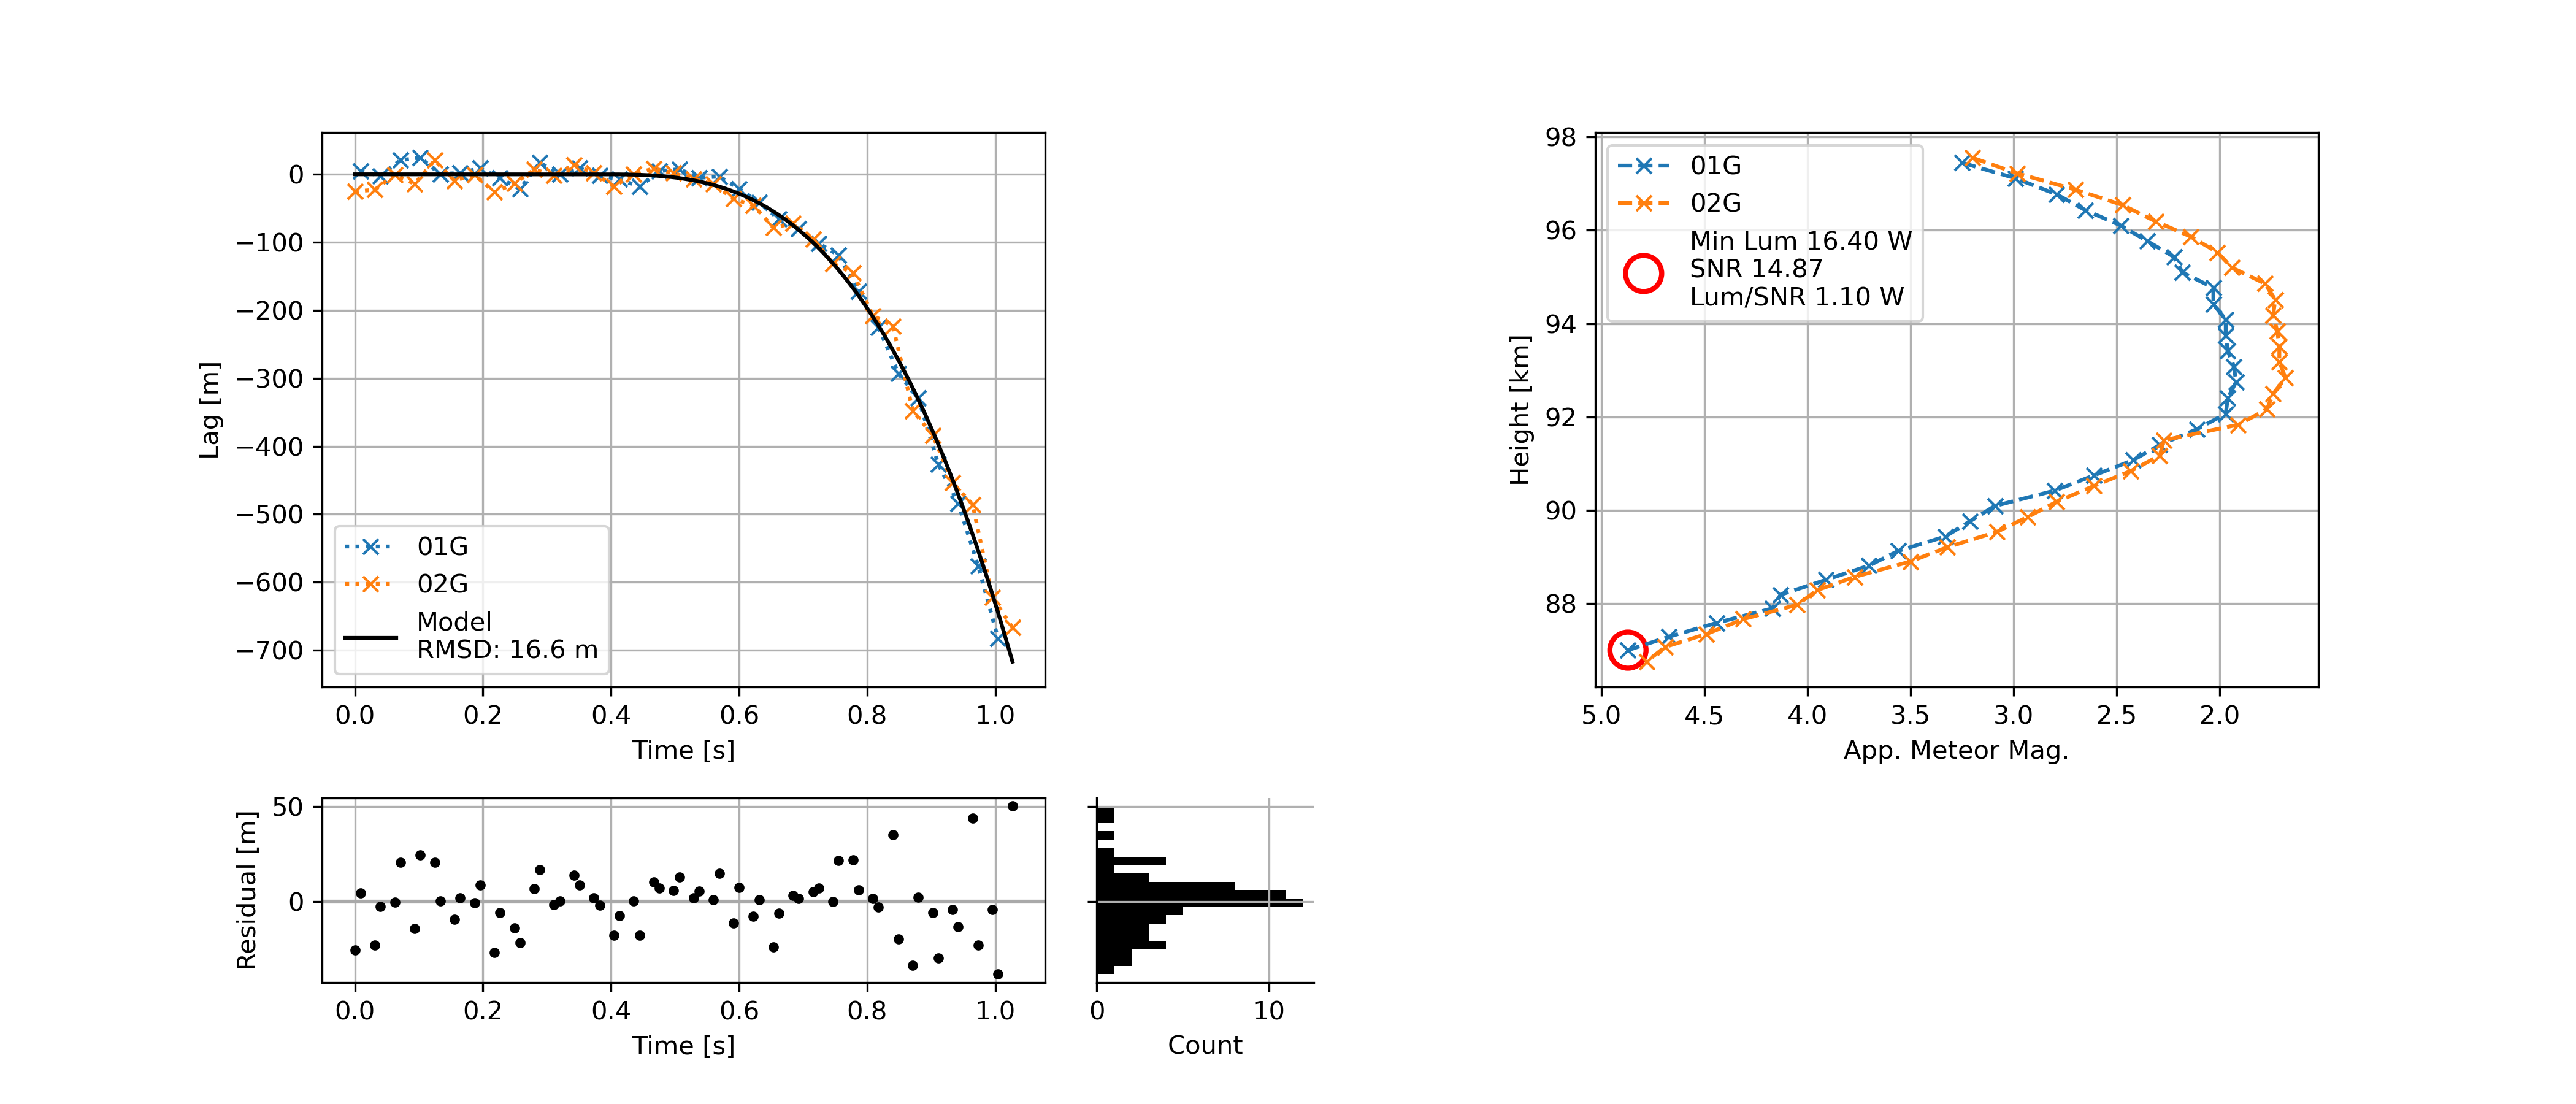 0
−100
−200
−300
−400
−500
−600
−700
Lag [m]
0.0 0.2 0.4 0.6 0.8 1.0
Time [s]
01G
02G
Model
RMSD: 16.6 m
98
96
94
92
90
88
Height [km]
5.0 4.5 4.0 3.5 3.0 2.5 2.0
App. Meteor Mag.
01G
02G
Min Lum 16.40 W
SNR 14.87
Lum/SNR 1.10 W
50
0
Residual [m]
0.0 0.2 0.4 0.6 0.8 1.0
Time [s]
0 10
Count